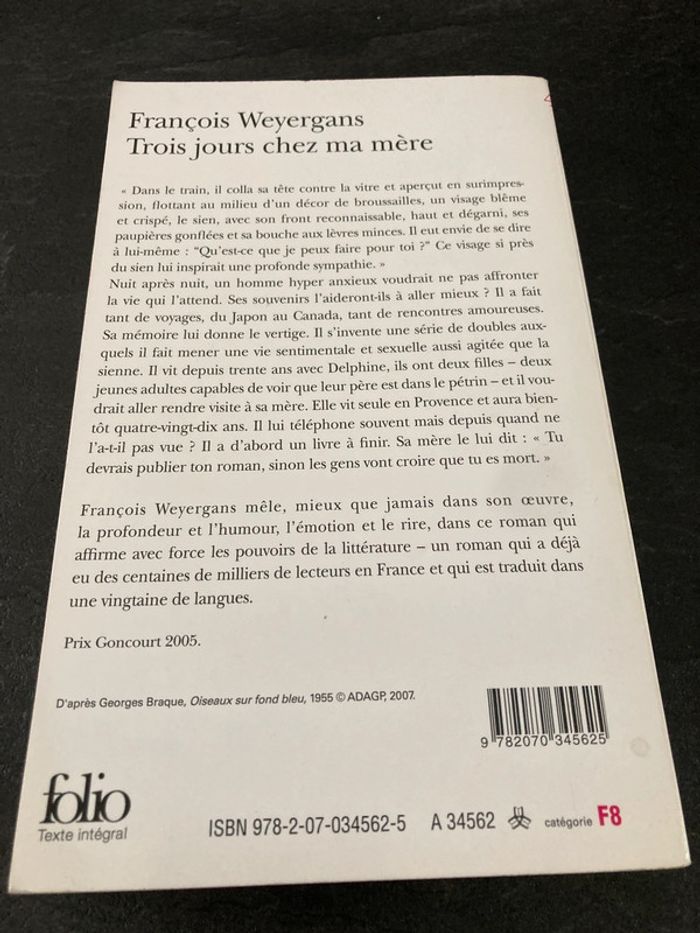 François Weyergans
Trois jours chez ma mère
« Dans le train, il colla sa tête contre la vitre et aperçut en surimpres-
sion, flottant au milieu d'un décor de broussailles, un visage blême
et crispé, le sien, avec son front reconnaissable, haut et dégarni, ses
paupières gonflées et sa bouche aux lèvres minces. Il eut envie de se dire
à lui-même : "Qu'est-ce que je peux faire pour toi ?" Ce visage si près
du sien lui inspirait une profonde sympathie. »
Nuit après nuit, un homme hyper anxieux voudrait ne pas affronter
la vie qui l'attend. Ses souvenirs l'aideront-ils à aller mieux ? Il a fait
tant de voyages, du Japon au Canada, tant de rencontres amoureuses.
Sa mémoire lui donne le vertige. Il s'invente une série de doubles aux-
quels il fait mener une vie sentimentale et sexuelle aussi agitée que la
sienne. Il vit depuis trente ans avec Delphine, ils ont deux filles – deux
jeunes adultes capables de voir que leur père est dans le pétrin – et il vou-
drait aller rendre visite à sa mère. Elle vit seule en Provence et aura bien-
tôt quatre-vingt-dix ans. Il lui téléphone souvent mais depuis quand ne
l'a-t-il pas vue ? Il a d'abord un livre à finir. Sa mère le lui dit : « Tu
devrais publier ton roman, sinon les gens vont croire que tu es mort. »
François Weyergans mêle, mieux que jamais dans son œuvre,
la profondeur et l'humour, l'émotion et le rire, dans ce roman qui
affirme avec force les pouvoirs de la littérature – un roman qui a déjà
eu des centaines de milliers de lecteurs en France et qui est traduit dans
une vingtaine de langues.
Prix Goncourt 2005.
D'après Georges Braque, Oiseaux sur fond bleu, 1955 © ADAGP, 2007.
9 782070 345625
folio
Texte intégral
ISBN 978-2-07-034562-5 A 34562 catégorie F8